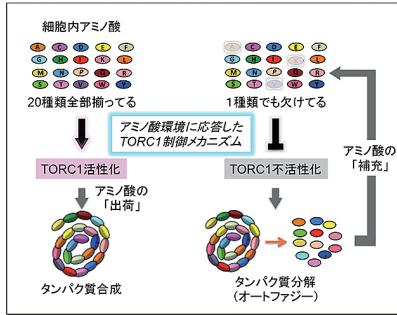 細胞内アミノ酸
A C D E F
G H I K L
M N P Q R
S T V W Y
20種類全部揃ってる
A C D E F
G H I K L
M N P Q R
S T V W Y
1種類でも欠けてる
アミノ酸環境に応答した
TORC1制御メカニズム
TORC1活性化
TORC1不活性化
アミノ酸の
「出荷」
アミノ酸の
「補充」
タンパク質合成
タンパク質分解
(オートファジー)